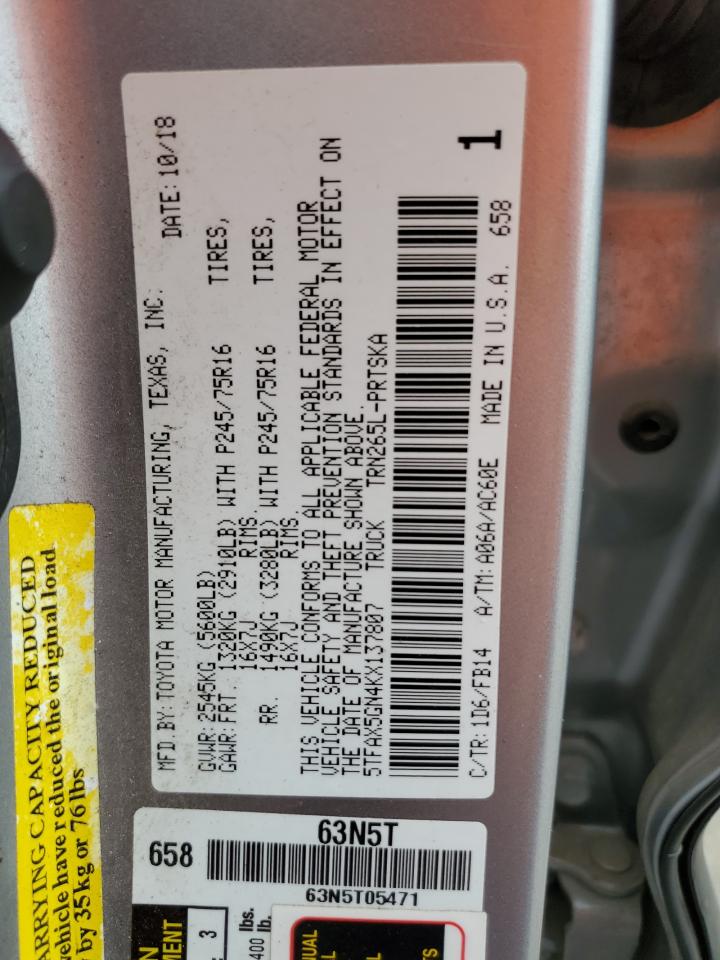 MFD BY: TOYOTA MOTOR MANUFACTURING, TEXAS, INC. DATE: 10/18
GVWR: 2545KG (5600LB)
GAWR: FRT. 1320KG (2910LB) WITH P245/75R16 TIRES,
16X7J RIMS
RR. 1490KG (3280LB) WITH P245/75R16 TIRES,
16X7J RIMS
THIS VEHICLE CONFORMS TO ALL APPLICABLE FEDERAL MOTOR
VEHICLE SAFETY AND THEFT PREVENTION STANDARDS IN EFFECT ON
THE DATE OF MANUFACTURE SHOWN ABOVE.
5TFAX5GN4KX137807 TRUCK TRN265L-PRTSKA
1
C/TR: 1D6/FB14 A/TM: A06A/AC60E MADE IN U.S.A. 658
CAPACITY REDUCED
vehicle have reduced the original load
by 35 kg or 76 lbs
63N5T
658
63N5T05471
3
lbs.
400 lb.